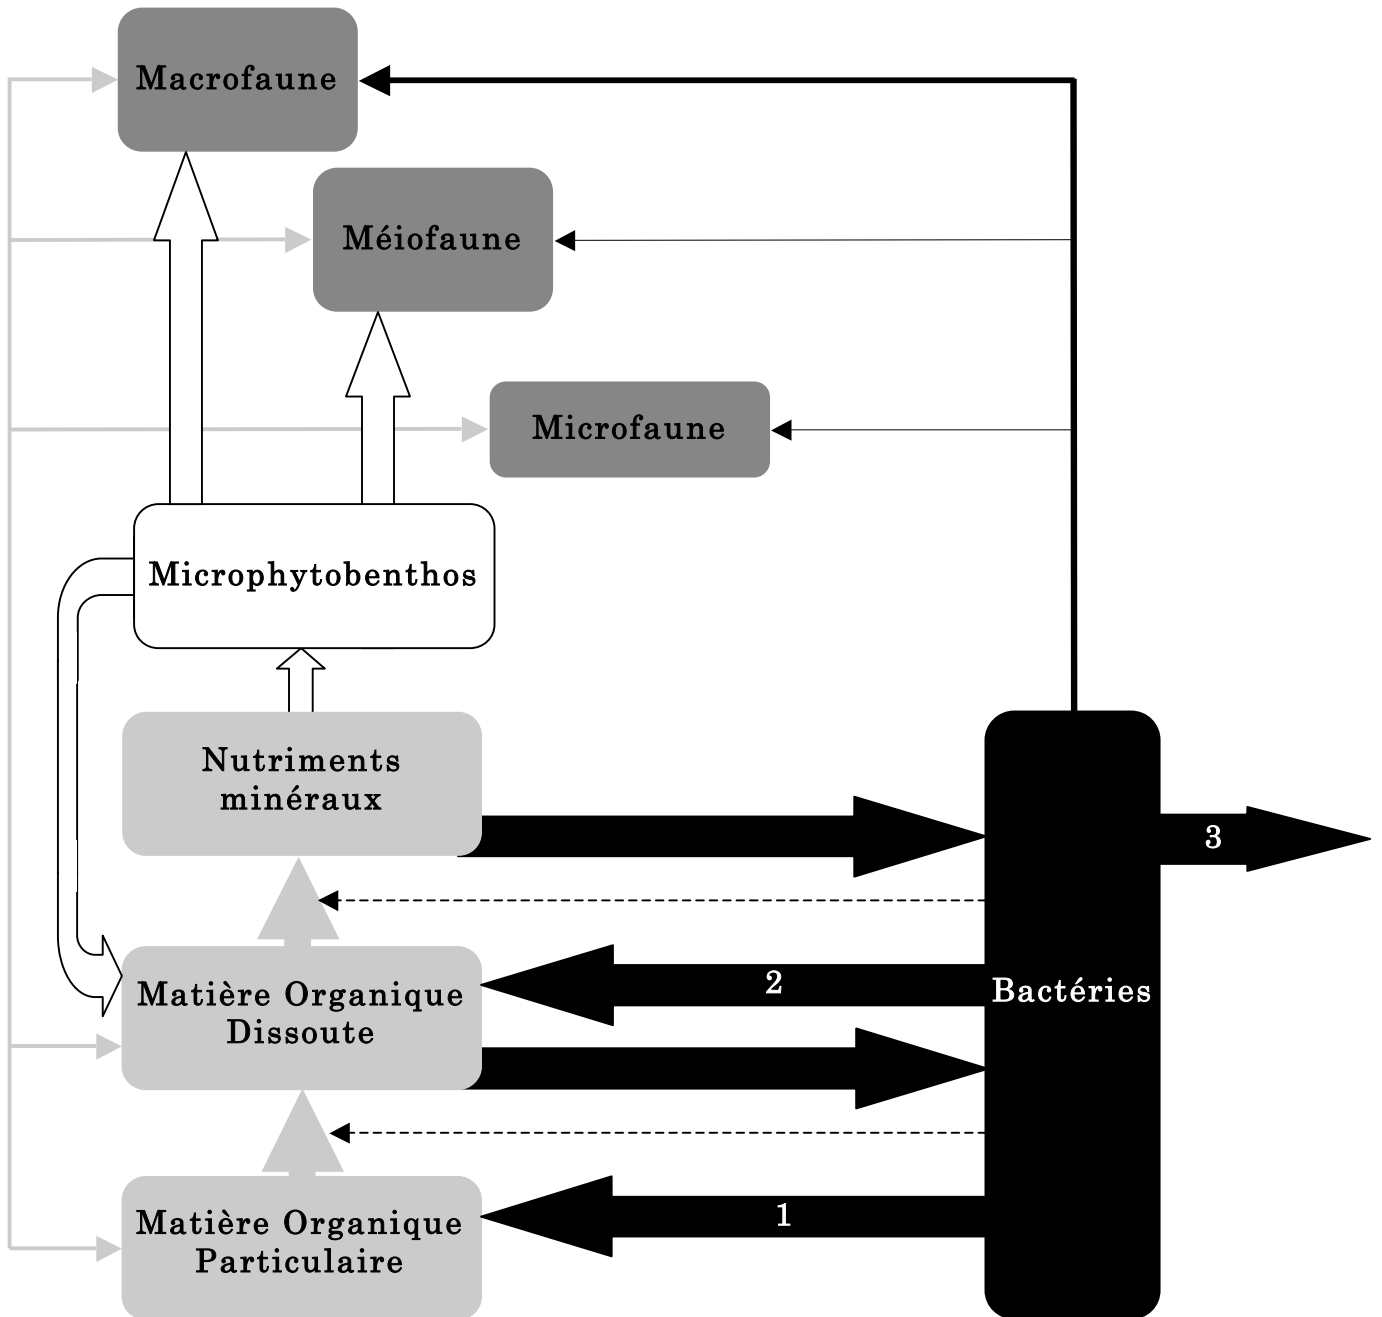 Macrofaune
Méiofaune
Microfaune
Microphytobenthos
Nutriments
minéraux
3
Matière Organique
Dissoute
2
Bactéries
Matière Organique
Particulaire
1